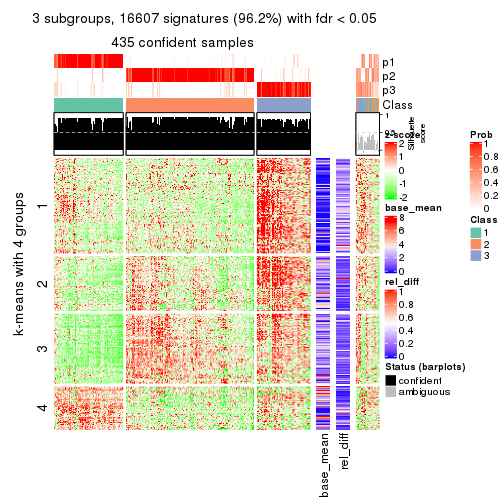 3 subgroups, 16607 signatures (96.2%) with fdr < 0.05
435 confident samples
p1
p2
p3
Class
1
0.5
Silhouette
score
k-means with 4 groups
1
2
3
4
base_mean
rel_diff
z-score
2
1
0
-1
-2
base_mean
8
6
4
2
0
rel_diff
1
0.8
0.6
0.4
0.2
0
Status (barplots)
confident
ambiguous
Prob
1
0.8
0.6
0.4
0.2
0
Class
1
2
3